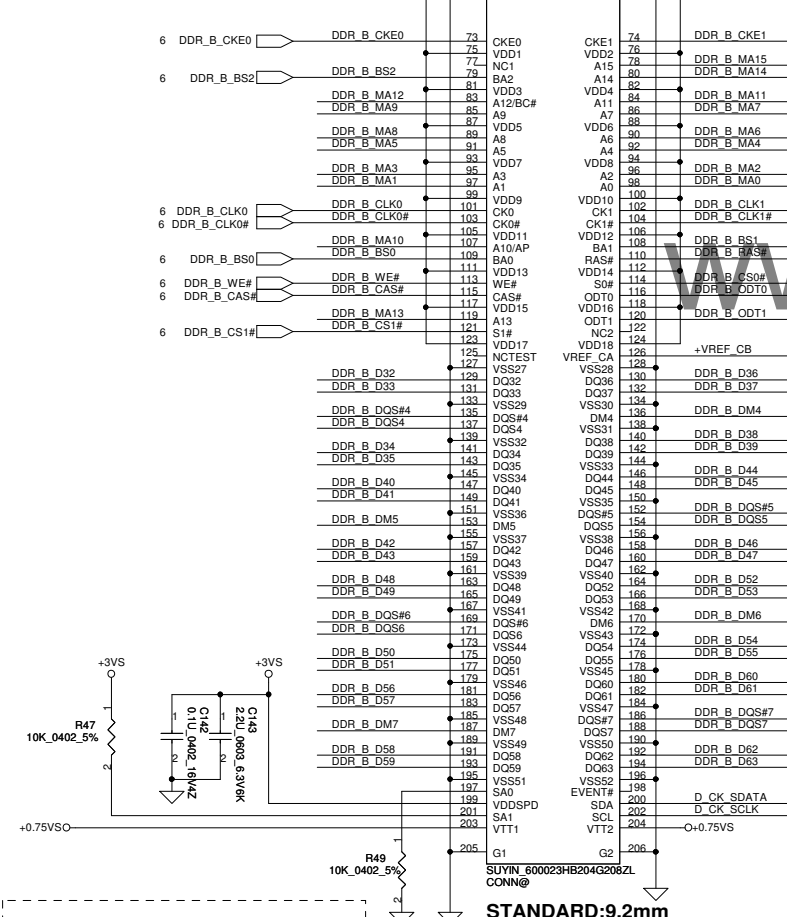 6 DDR_B_CKE0 DDR_B_CKE0 73 CKE0 CKE1 74 DDR_B_CKE1
75 VDD1 VDD2 76
77 NC1 A15 78 DDR_B_MA15
6 DDR_B_BS2 DDR_B_BS2 79 BA2 A14 80 DDR_B_MA14
81 VDD3 VDD4 82
DDR_B_MA12 83 A12/BC# A11 84 DDR_B_MA11
DDR_B_MA9 85 A9 A7 86 DDR_B_MA7
87 VDD5 VDD6 88
DDR_B_MA8 89 A8 A6 90 DDR_B_MA6
DDR_B_MA5 91 A5 A4 92 DDR_B_MA4
93 VDD7 VDD8 94
DDR_B_MA3 95 A3 A2 96 DDR_B_MA2
DDR_B_MA1 97 A1 A0 98 DDR_B_MA0
99 VDD9 VDD10 100
6 DDR_B_CLK0 DDR_B_CLK0 101 CK0 CK1 102 DDR_B_CLK1
6 DDR_B_CLK0# DDR_B_CLK0# 103 CK0# CK1# 104 DDR_B_CLK1#
105 VDD11 VDD12 106
DDR_B_MA10 107 A10/AP BA1 108 DDR_B_BS1
6 DDR_B_BS0 DDR_B_BS0 109 BA0 RAS# 110 DDR_B_RAS#
111 VDD13 VDD14 112
6 DDR_B_WE# DDR_B_WE# 113 WE# S0# 114 DDR_B_CS0#
6 DDR_B_CAS# DDR_B_CAS# 115 CAS# ODT0 116 DDR_B_ODT0
117 VDD15 VDD16 118
DDR_B_MA13 119 A13 ODT1 120 DDR_B_ODT1
6 DDR_B_CS1# DDR_B_CS1# 121 S1# NC2 122
123 VDD17 VDD18 124
125 NCTEST VREF_CA 126 +VREF_CB
127 VSS27 VSS28 128
DDR_B_D32 129 DQ32 DQ36 130 DDR_B_D36
DDR_B_D33 131 DQ33 DQ37 132 DDR_B_D37
133 VSS29 VSS30 134
DDR_B_DQS#4 135 DQS#4 DM4 136 DDR_B_DM4
DDR_B_DQS4 137 DQS4 VSS31 138
139 VSS32 DQ38 140 DDR_B_D38
DDR_B_D34 141 DQ34 DQ39 142 DDR_B_D39
DDR_B_D35 143 DQ35 VSS33 144
145 VSS34 DQ44 146 DDR_B_D44
DDR_B_D40 147 DQ40 DQ45 148 DDR_B_D45
DDR_B_D41 149 DQ41 VSS35 150
151 VSS36 DQS#5 152 DDR_B_DQS#5
DDR_B_DM5 153 DM5 DQS5 154 DDR_B_DQS5
155 VSS37 VSS38 156
DDR_B_D42 157 DQ42 DQ46 158 DDR_B_D46
DDR_B_D43 159 DQ43 DQ47 160 DDR_B_D47
161 VSS39 VSS40 162
DDR_B_D48 163 DQ48 DQ52 164 DDR_B_D52
DDR_B_D49 165 DQ49 DQ53 166 DDR_B_D53
167 VSS41 VSS42 168
DDR_B_DQS#6 169 DQS#6 DM6 170 DDR_B_DM6
DDR_B_DQS6 171 DQS6 VSS43 172
173 VSS44 DQ54 174 DDR_B_D54
DDR_B_D50 175 DQ50 DQ55 176 DDR_B_D55
DDR_B_D51 177 DQ51 VSS45 178
179 VSS46 DQ60 180 DDR_B_D60
DDR_B_D56 181 DQ56 DQ61 182 DDR_B_D61
DDR_B_D57 183 DQ57 VSS47 184
185 VSS48 DQS#7 186 DDR_B_DQS#7
DDR_B_DM7 187 DM7 DQS7 188 DDR_B_DQS7
189 VSS49 VSS50 190
DDR_B_D58 191 DQ58 DQ62 192 DDR_B_D62
DDR_B_D59 193 DQ59 DQ63 194 DDR_B_D63
195 VSS51 VSS52 196
197 SA0 EVENT# 198
199 VDDSPD SDA 200 D_CK_SDATA
201 SA1 SCL 202 D_CK_SCLK
+0.75VS 203 VTT1 VTT2 204 +0.75VS
205 G1 G2 206
+3VS
+3VS
1
R47
10K_0402_5%
2
1
2
C142
0.1U_0402_16V4Z
1
2
C143
2.2U_0603_6.3V6K
1
R49
10K_0402_5%
2
SUYIN_600023HB204G208ZL
CONN@
STANDARD:9.2mm